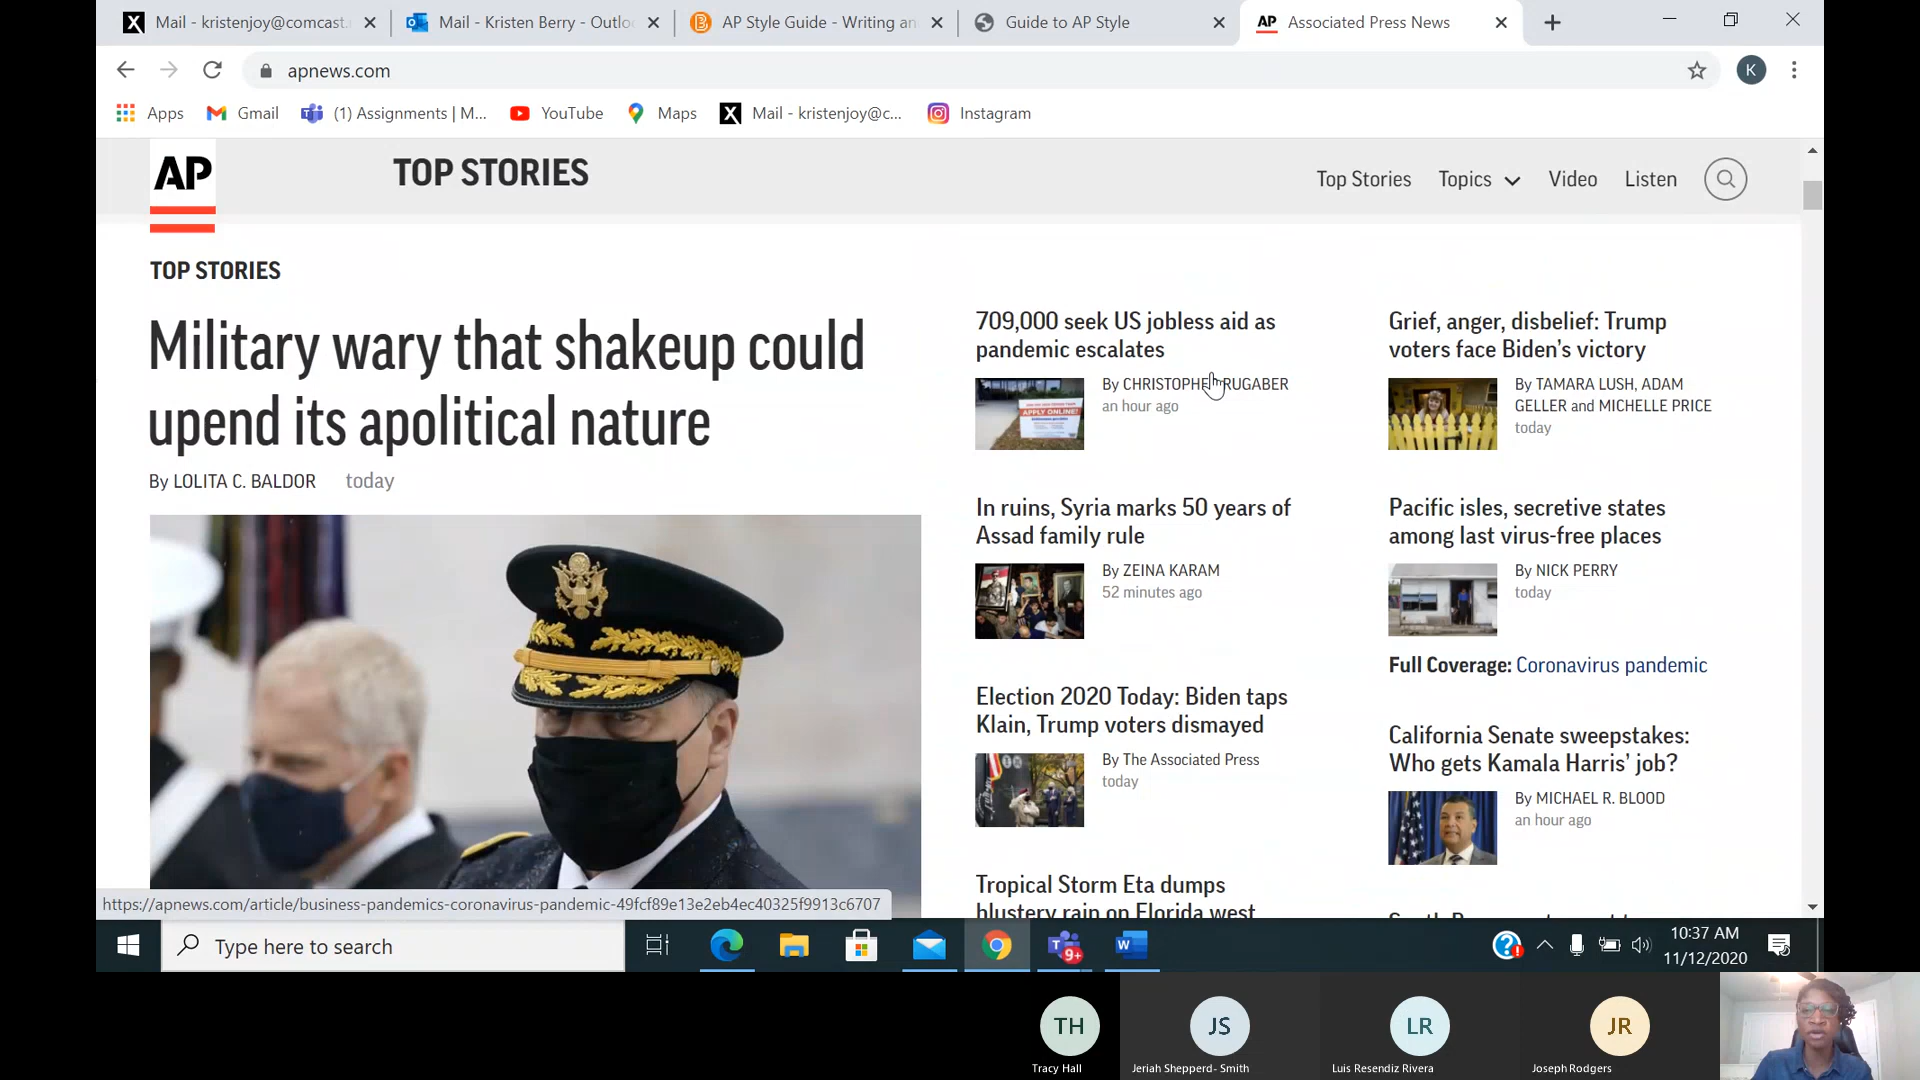 Mail - kristenjoy@comcast.
Mail - Kristen Berry - Outlo
AP Style Guide - Writing an
Guide to AP Style
AP
Associated Press News
apnews.com
K
Apps
Gmail
(1) Assignments | M...
YouTube
Maps
Mail - kristenjoy@c...
Instagram
AP
TOP STORIES
Top Stories
Topics
Video
Listen
TOP STORIES
Military wary that shakeup could
upend its apolitical nature
By LOLITA C. BALDOR today
709,000 seek US jobless aid as
pandemic escalates
By CHRISTOPHER RUGABER
an hour ago
APPLY ONLINE!
In ruins, Syria marks 50 years of
Assad family rule
By ZEINA KARAM
52 minutes ago
Election 2020 Today: Biden taps
Klain, Trump voters dismayed
By The Associated Press
today
Tropical Storm Eta dumps
blustery rain on Florida west
Grief, anger, disbelief: Trump
voters face Biden's victory
By TAMARA LUSH, ADAM
GELLER and MICHELLE PRICE
today
Pacific isles, secretive states
among last virus-free places
By NICK PERRY
today
Full Coverage: Coronavirus pandemic
California Senate sweepstakes:
Who gets Kamala Harris' job?
By MICHAEL R. BLOOD
an hour ago
https://apnews.com/article/business-pandemics-coronavirus-pandemic-49fcf89e13e2eb4ec40325f9913c6707
Type here to search
9+
10:37 AM
11/12/2020
TH
JS
LR
JR
Tracy Hall
Jeriah Shepperd- Smith
Luis Resendiz Rivera
Joseph Rodgers